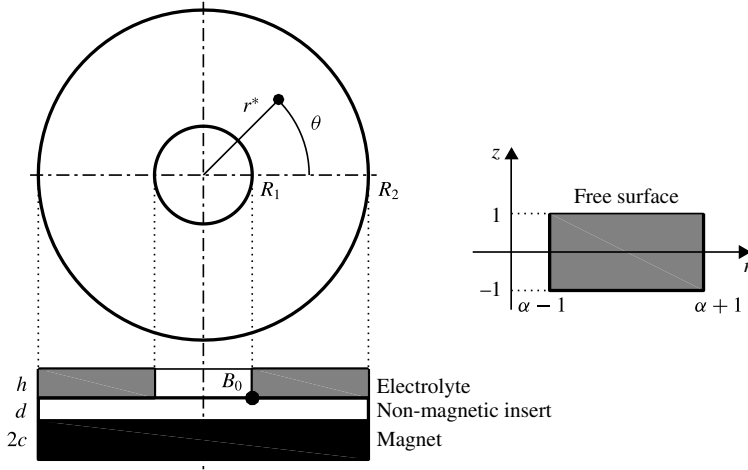 r*
θ
R1
R2
z
Free surface
1
r
–1
α – 1
α + 1
h
B0
Electrolyte
d
Non-magnetic insert
2c
Magnet